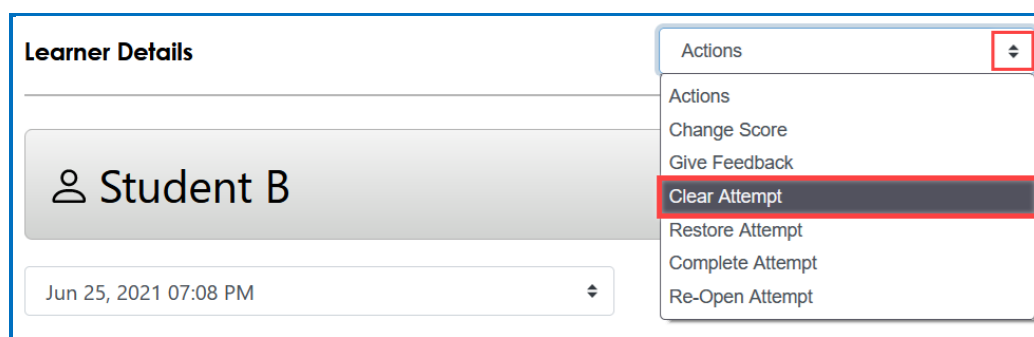 Learner Details
Actions
Actions
Change Score
Give Feedback
Clear Attempt
Restore Attempt
Complete Attempt
Re-Open Attempt
Student B
Jun 25, 2021 07:08 PM